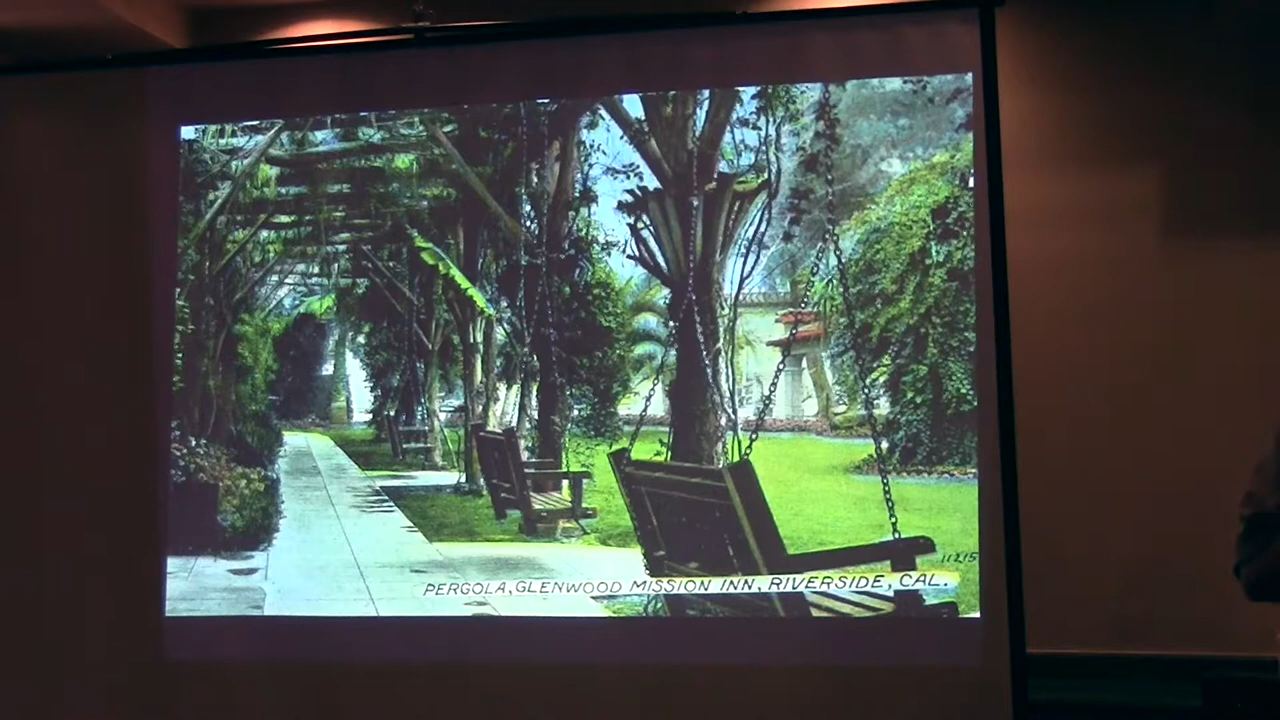 11215
PERGOLA, GLENWOOD MISSION INN, RIVERSIDE, CAL.